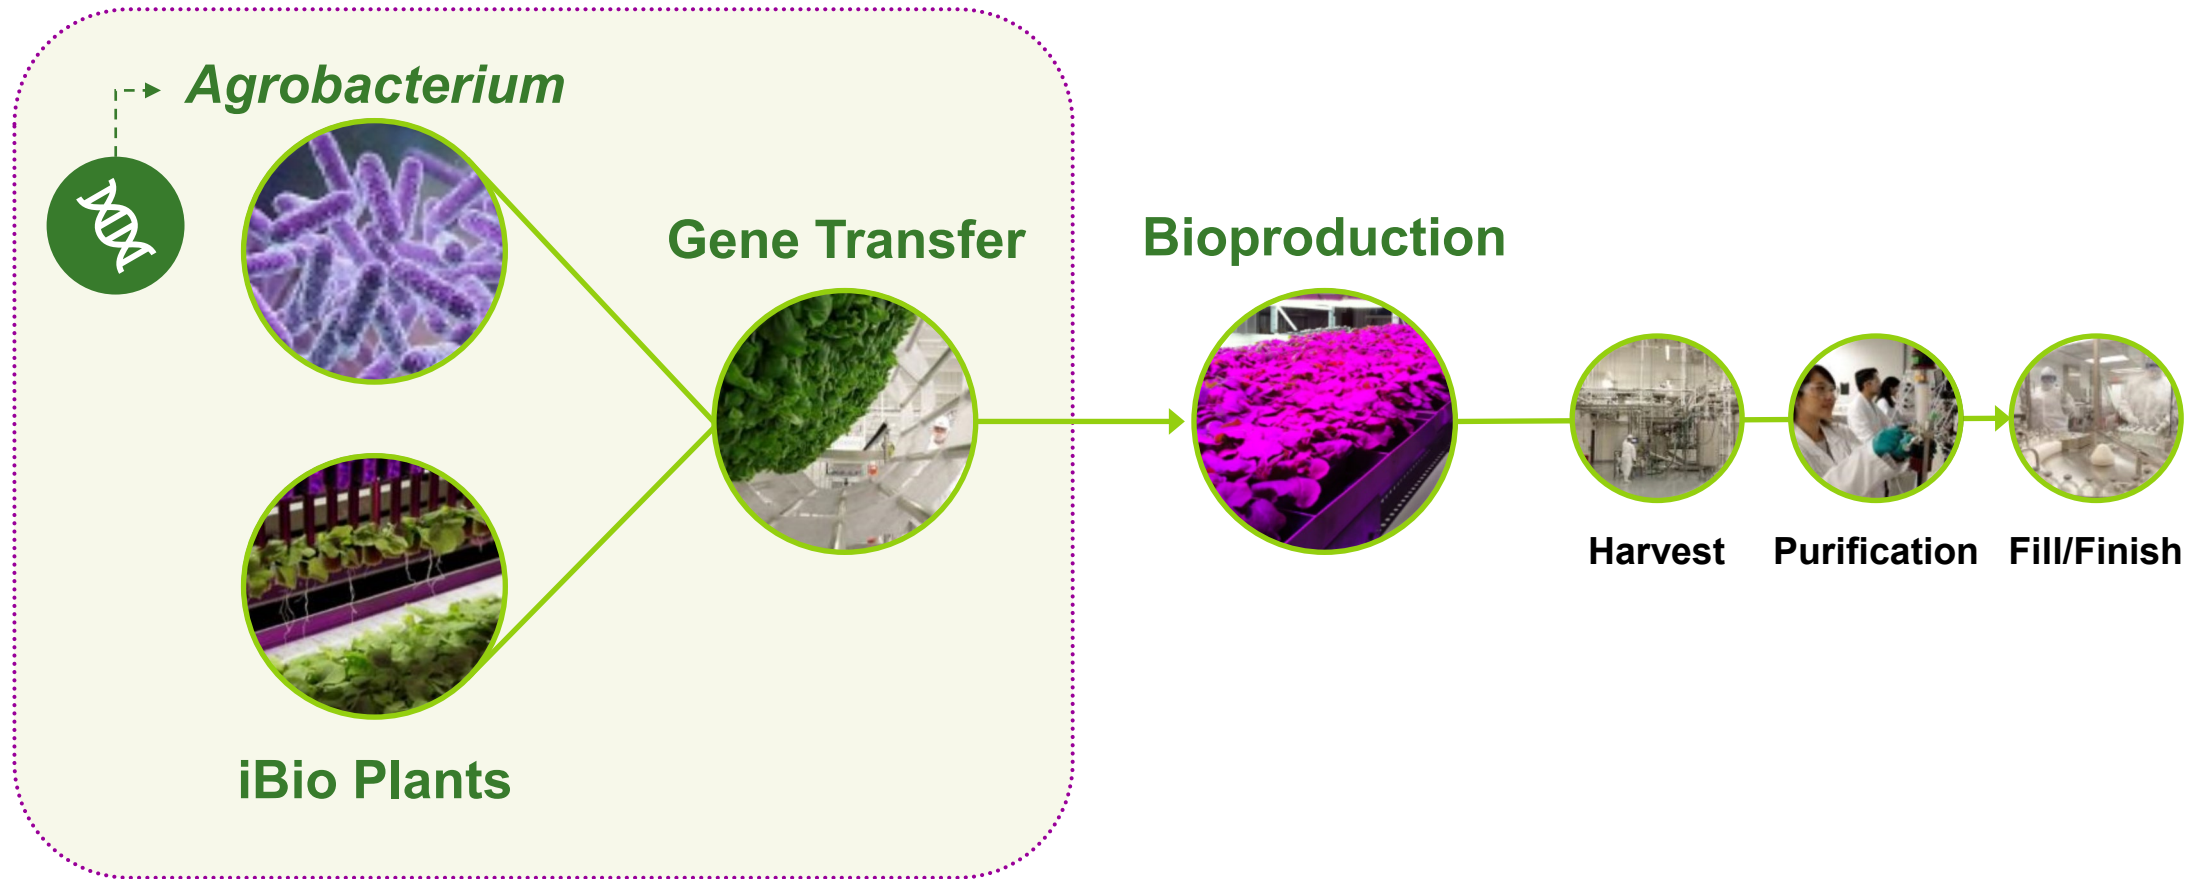 Agrobacterium
Gene Transfer
Bioproduction
Harvest
Purification
Fill/Finish
iBio Plants